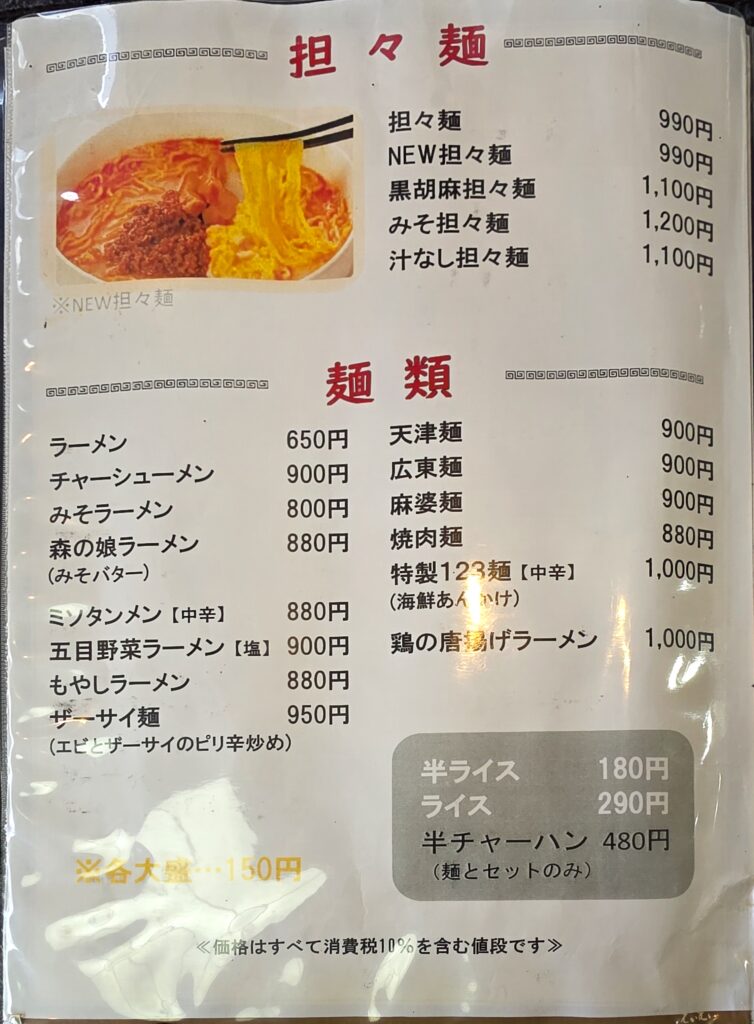 担々麺
担々麺 990円
NEW担々麺 990円
黒胡麻担々麺 1,100円
みそ担々麺 1,200円
汁なし担々麺 1,100円
※NEW担々麺
麺類
ラーメン 650円
チャーシューメン 900円
みそラーメン 800円
森の娘ラーメン 880円
(みそバター)
ミソタンメン【中辛】 880円
五目野菜ラーメン【塩】 900円
もやしラーメン 880円
ザーサイ麺 950円
(エビとザーサイのピリ辛炒め)
天津麺 900円
広東麺 900円
麻婆麺 900円
焼肉麺 880円
特製123麺【中辛】 1,000円
(海鮮あんかけ)
鶏の唐揚げラーメン 1,000円
半ライス 180円
ライス 290円
半チャーハン 480円
(麺とセットのみ)
※各大盛…150円
≪価格はすべて消費税10%を含む値段です≫